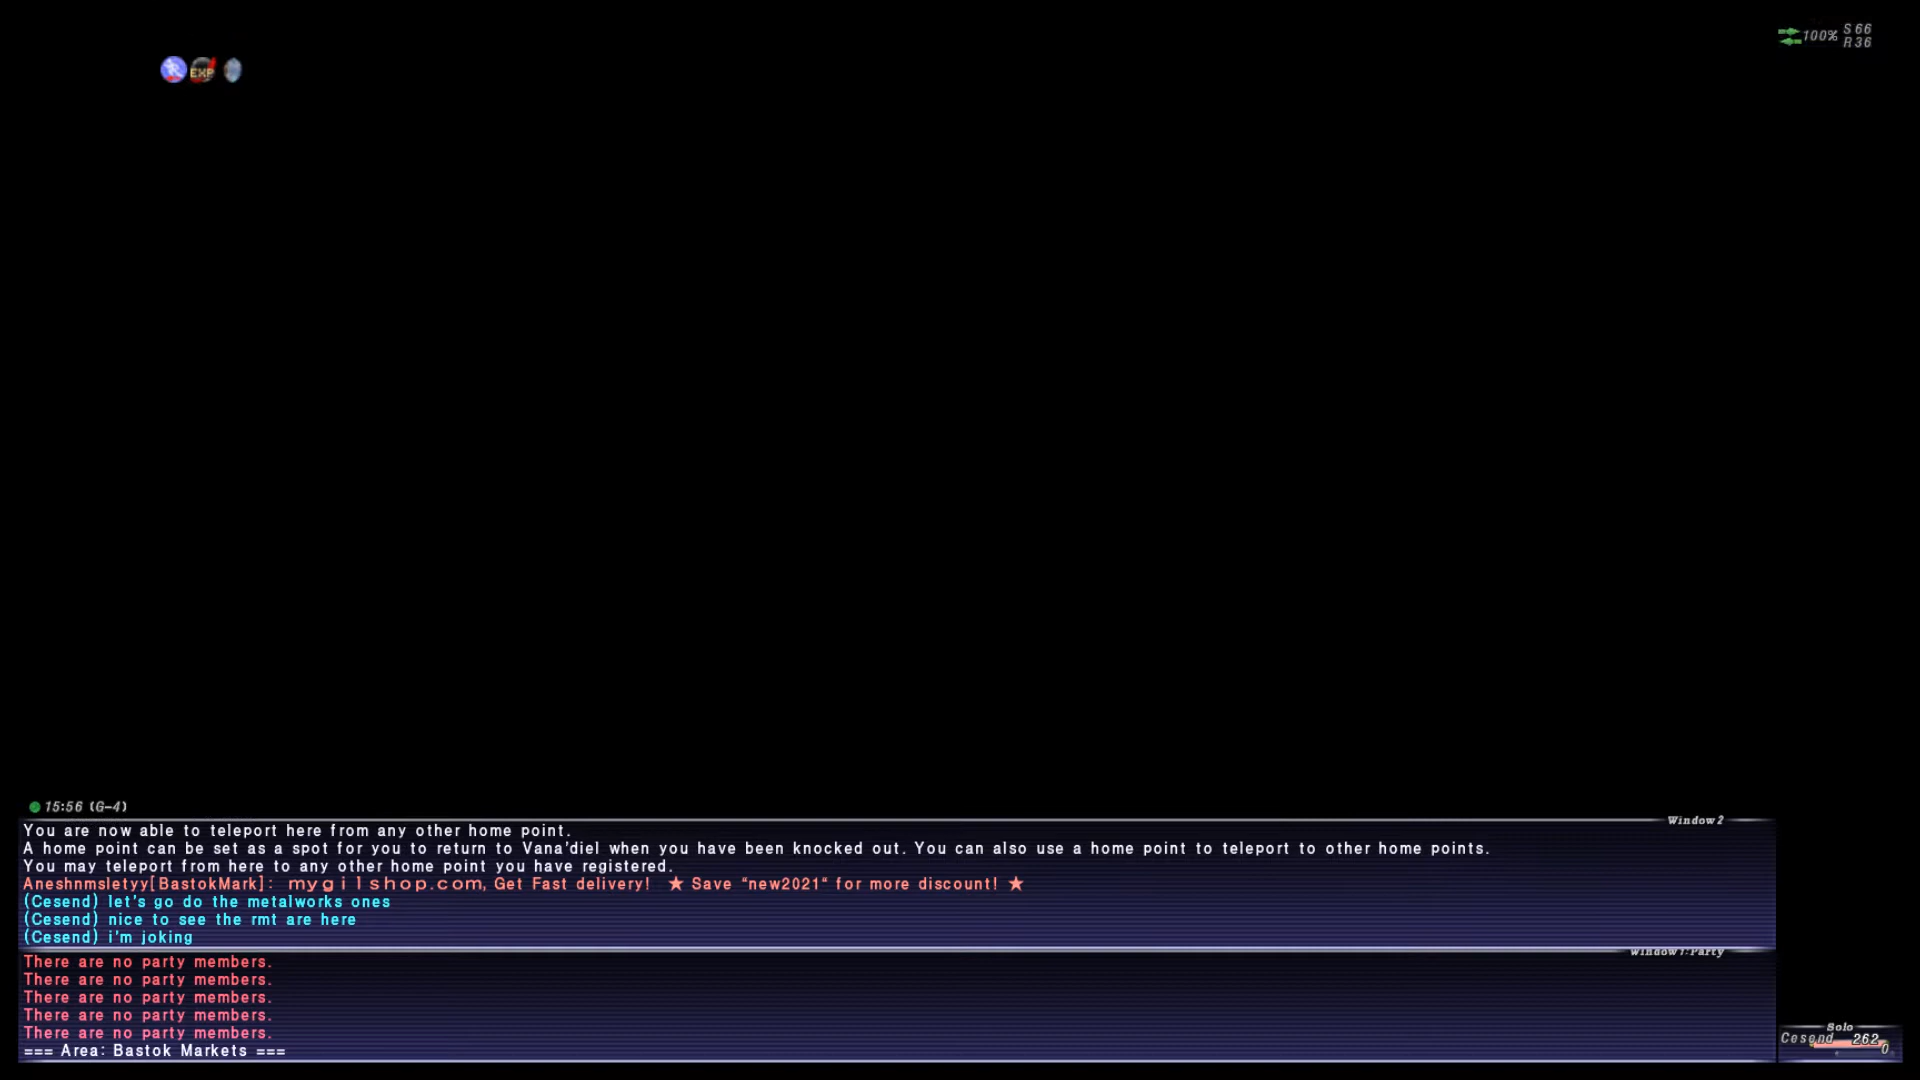 100% S 66
R 36
EXP
15:56 (G-4)
Window2
You are now able to teleport here from any other home point.
A home point can be set as a spot for you to return to Vana'diel when you have been knocked out. You can also use a home point to teleport to other home points.
You may teleport from here to any other home point you have registered.
Aneshnmsletyy[BastokMark]: mygilshop.com, Get Fast delivery! ★ Save “new2021“ for more discount! ★
(Cesend) let's go do the metalworks ones
(Cesend) nice to see the rmt are here
(Cesend) i'm joking
Window1:Party
There are no party members.
There are no party members.
There are no party members.
There are no party members.
There are no party members.
=== Area: Bastok Markets ===
Solo
Cesend 262
0